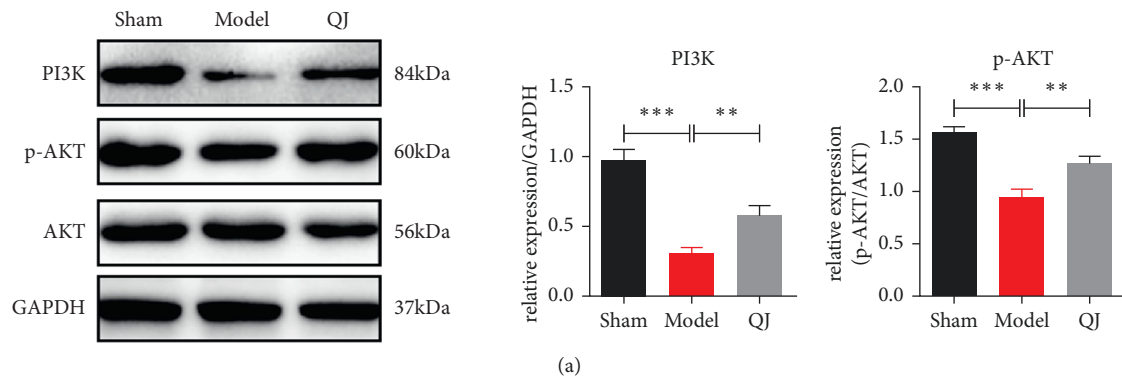 Sham Model QJ
PI3K 84kDa
p-AKT 60kDa
AKT 56kDa
GAPDH 37kDa
PI3K
relative expression/GAPDH
1.5
1.0
0.5
0.0
*** **
Sham Model QJ
p-AKT
relative expression
(p-AKT/AKT)
2.0
1.5
1.0
0.5
0.0
*** **
Sham Model QJ
(a)